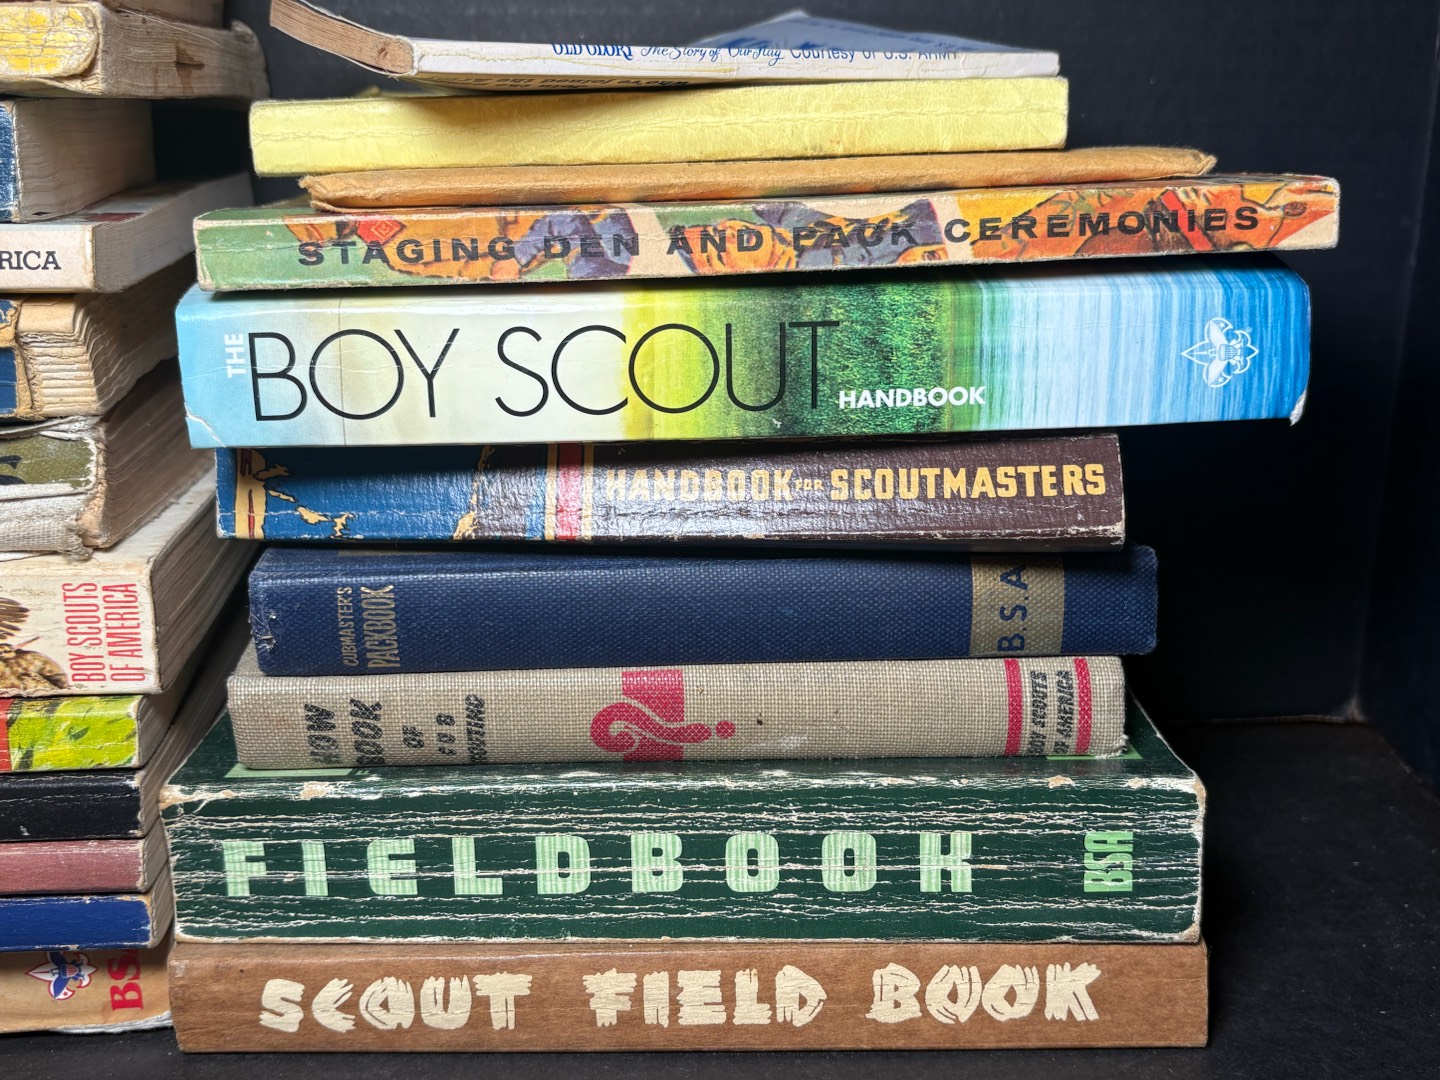 OLD GLORY The Story of Our Flag Courtesy of U.S. ARMY
STAGING DEN AND PACK CEREMONIES
THE BOY SCOUT HANDBOOK
HANDBOOK FOR SCOUTMASTERS
CUBMASTER'S
PACKBOOK
B.S.A
HOW
BOOK
OF
CUB
SCOUTING
BOY SCOUTS
OF AMERICA
FIELDBOOK BSA
SCOUT FIELD BOOK
RICA
BOY SCOUTS
OF AMERICA
BS